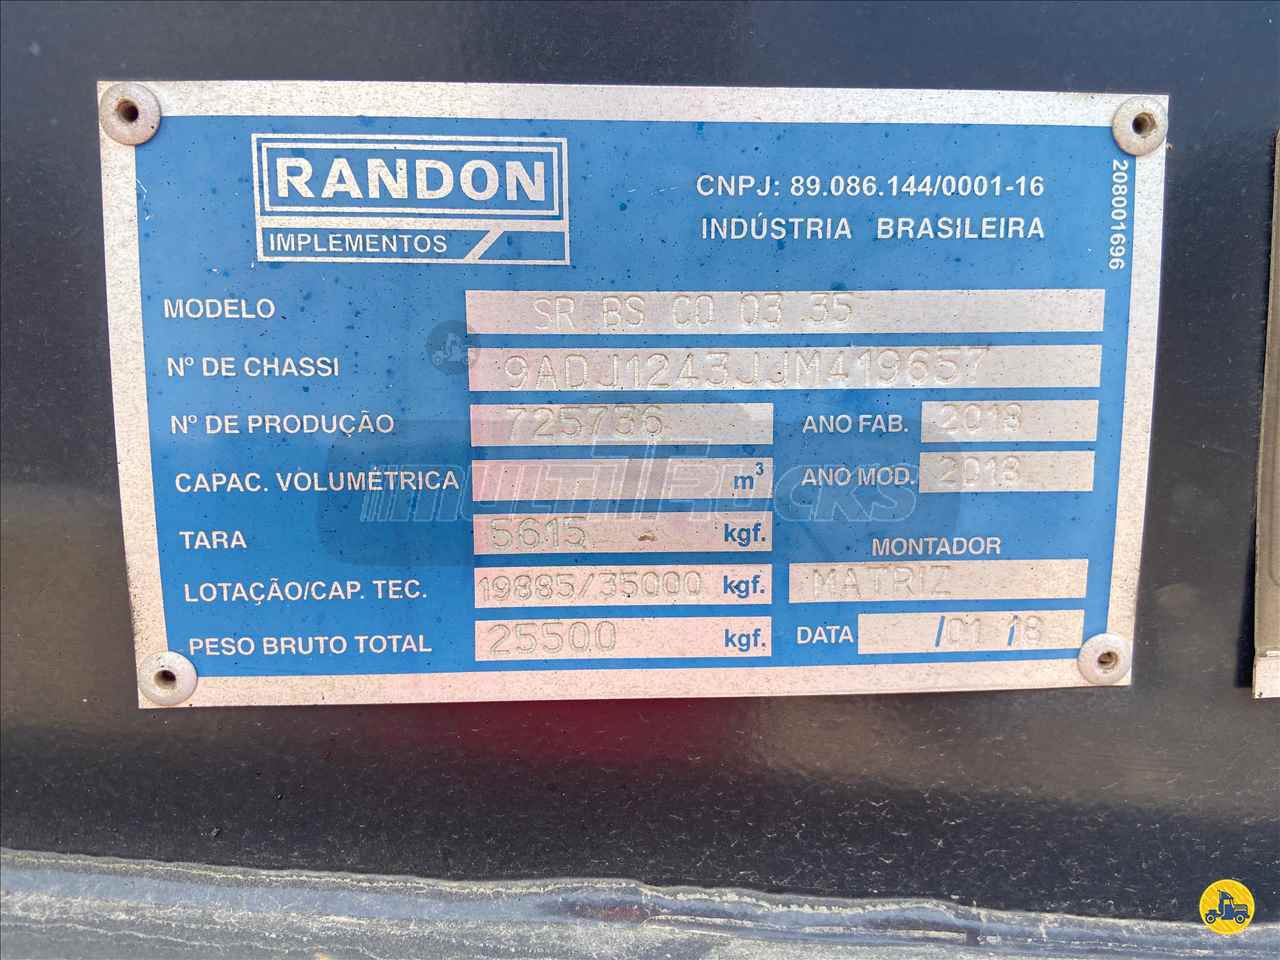 RANDON
IMPLEMENTOS
CNPJ: 89.086.144/0001-16
INDÚSTRIA BRASILEIRA
208001696
MODELO SR BS CO 03 35
Nº DE CHASSI 9ADJ1243JJM419657
Nº DE PRODUÇÃO 725736 ANO FAB. 2018
CAPAC. VOLUMÉTRICA m³ ANO MOD. 2018
MULTITRUCKS
TARA 5615 kgf. MONTADOR
LOTAÇÃO/CAP. TEC. 19885/35000 kgf. MATRIZ
PESO BRUTO TOTAL 25500 kgf. DATA /01/18